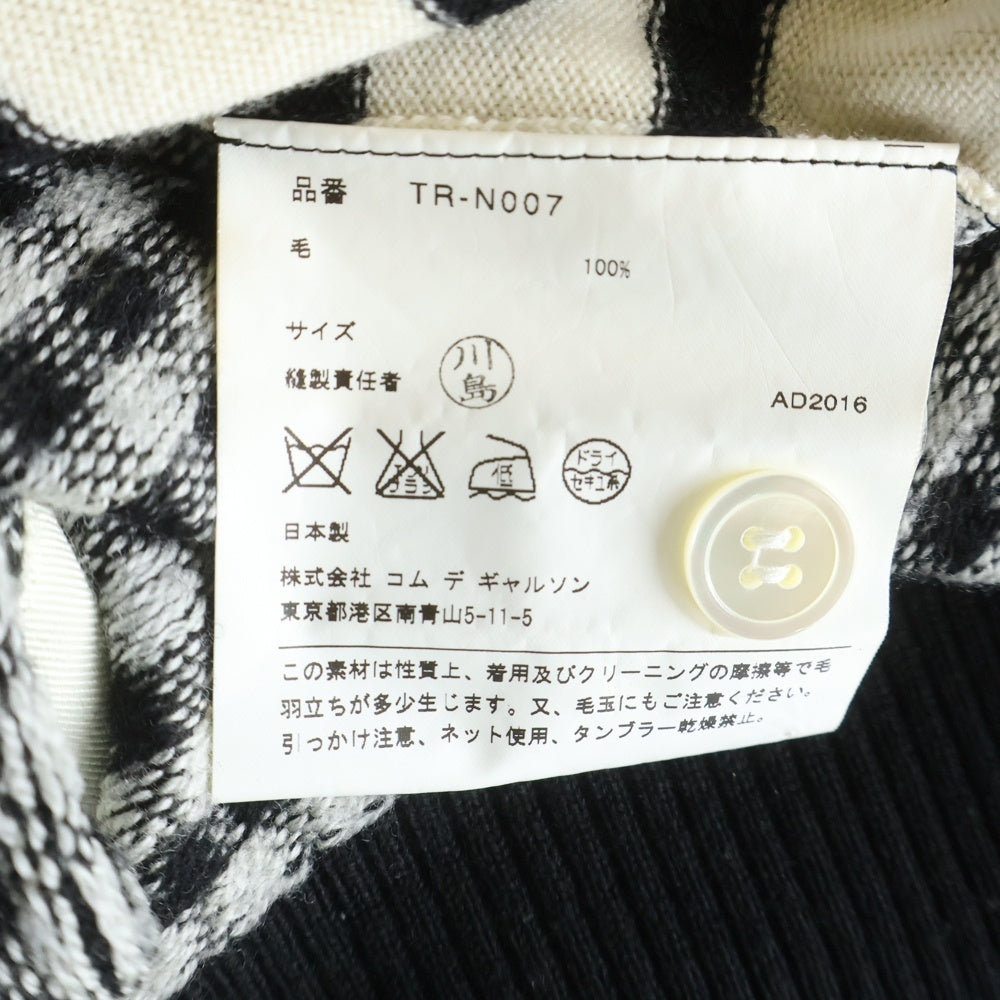 品番 TR-N007
毛 100%
サイズ
縫製責任者 川島
AD2016
エンソ サラシ
低
ドライ
セキユ系
日本製
株式会社 コム デ ギャルソン
東京都港区南青山5-11-5
この素材は性質上、着用及びクリーニングの摩擦等で毛
羽立ちが多少生じます。又、毛玉にもご注意ください。
引っかけ注意、ネット使用、タンブラー乾燥禁止。